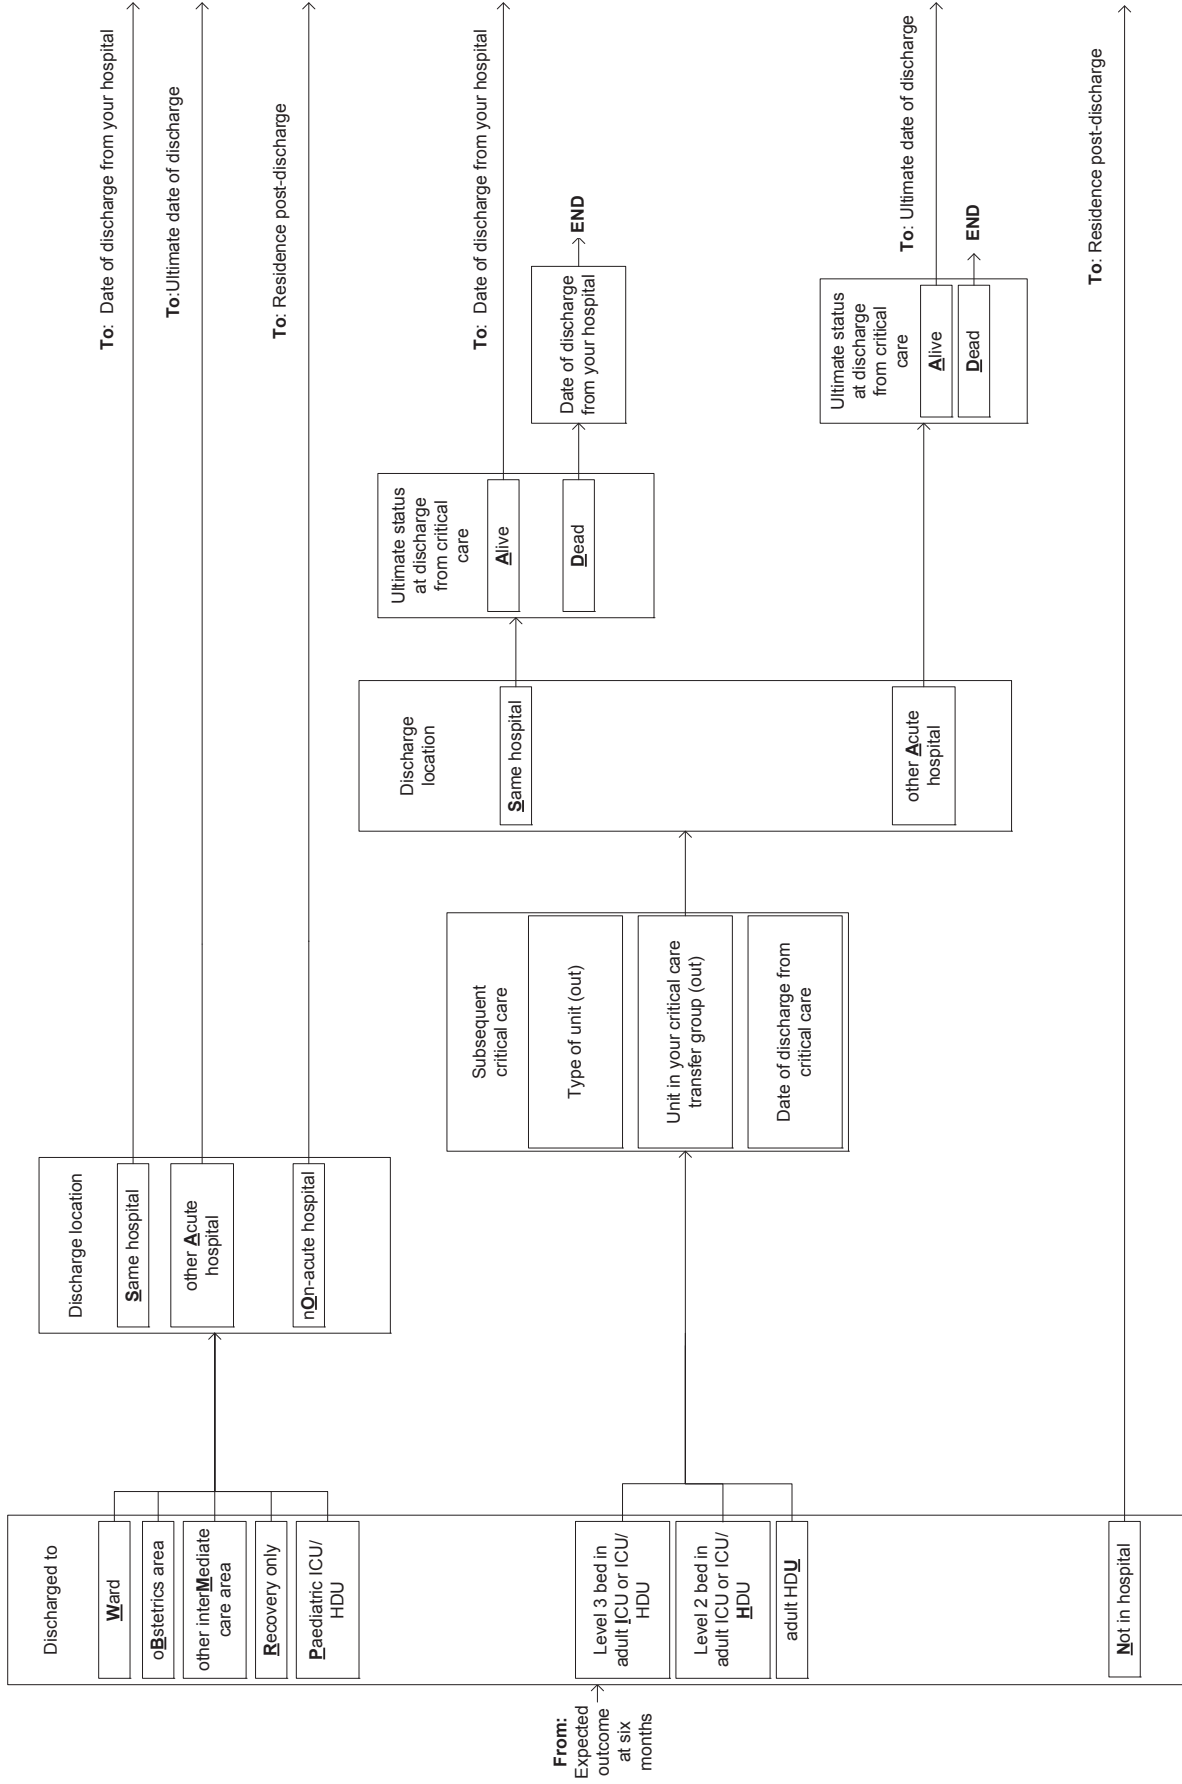 From:
Expected
outcome
at six
months
Discharged to
Ward
oBstetrics area
other interMediate
care area
Recovery only
Paediatric ICU/
HDU
Level 3 bed in
adult ICU or ICU/
HDU
Level 2 bed in
adult ICU or ICU/
HDU
adult HDU
Not in hospital
Discharge location
Same hospital
other Acute
hospital
nOn-acute hospital
To: Date of discharge from your hospital
To:Ultimate date of discharge
To: Residence post-discharge
Subsequent
critical care
Type of unit (out)
Unit in your critical care
transfer group (out)
Date of discharge from
critical care
Discharge
location
Same hospital
other Acute
hospital
Ultimate status
at discharge
from critical
care
Alive
Dead
To: Date of discharge from your hospital
Date of discharge
from your hospital
END
Ultimate status
at discharge
from critical
care
Alive
Dead
To: Ultimate date of discharge
END
To: Residence post-discharge